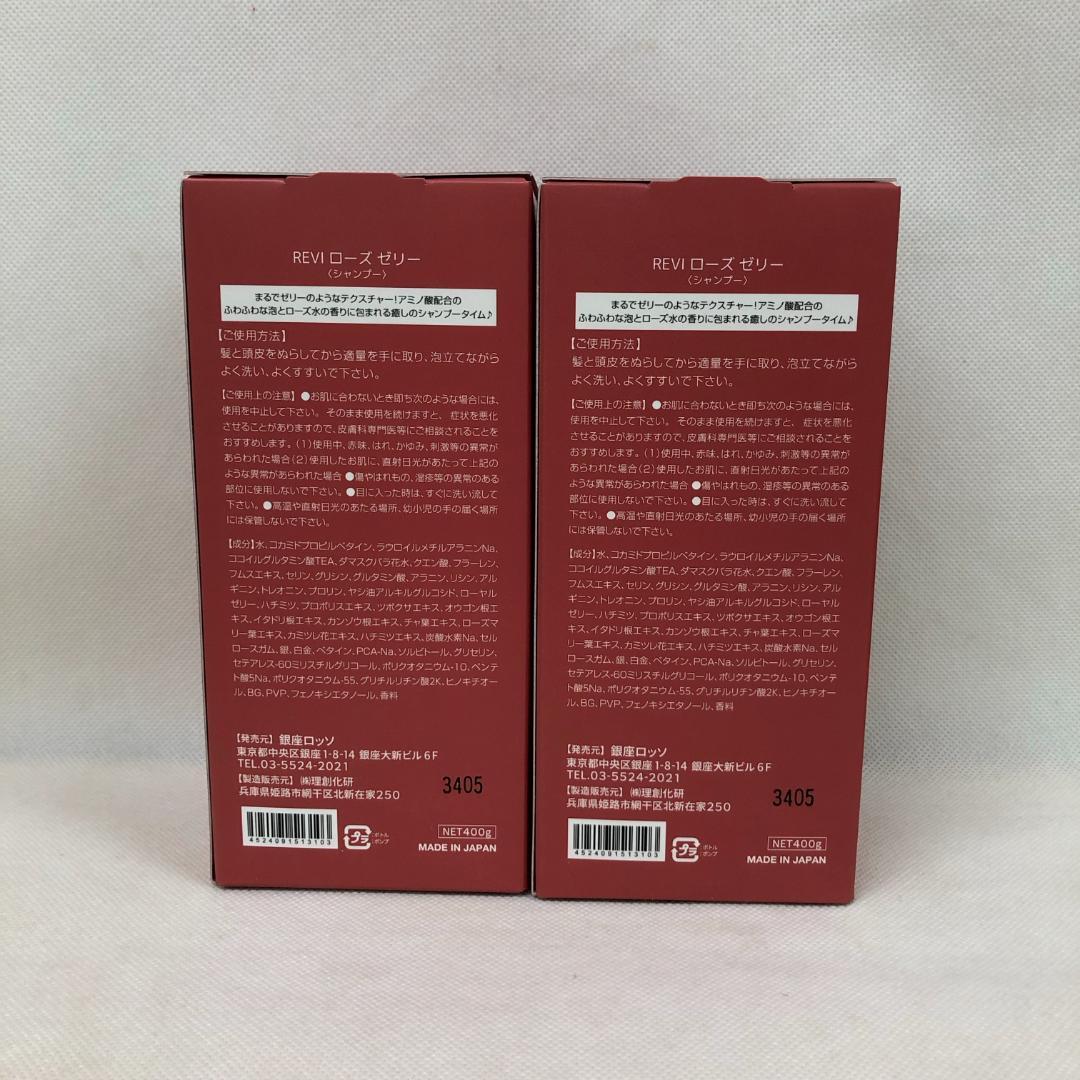 REVI ローズ ゼリー
〈シャンプー〉
まるでゼリーのようなテクスチャー!アミノ酸配合の
ふわふわな泡とローズ水の香りに包まれる癒しのシャンプータイム♪
【ご使用方法】
髪と頭皮をぬらしてから適量を手に取り、泡立てながら
よく洗い、よくすすいで下さい。
【ご使用上の注意】●お肌に合わないとき即ち次のような場合には、
使用を中止して下さい。そのまま使用を続けますと、症状を悪化
させることがありますので、皮膚科専門医等にご相談されることを
おすすめします。(1)使用中、赤味、はれ、かゆみ、刺激等の異常が
あらわれた場合(2)使用したお肌に、直射日光があたって上記の
ような異常があらわれた場合●傷やはれもの、湿疹等の異常のある
部位に使用しないで下さい。●目に入った時は、すぐに洗い流して
下さい。●高温や直射日光のあたる場所、幼小児の手の届く場所
には保管しないで下さい。
【成分】水、コカミドプロピルベタイン、ラウロイルメチルアラニンNa、
ココイルグルタミン酸TEA、ダマスクバラ花水、クエン酸、フラーレン、
フムスエキス、セリン、グリシン、グルタミン酸、アラニン、リシン、アル
ギニン、トレオニン、プロリン、ヤシ油アルキルグルコシド、ローヤル
ゼリー、ハチミツ、プロポリスエキス、ツボクサエキス、オウゴン根エ
キス、イタドリ根エキス、カンゾウ根エキス、チャ葉エキス、ローズマ
リー葉エキス、カミツレ花エキス、ハチミツエキス、炭酸水素Na、セル
ロースガム、銀、白金、ベタイン、PCA-Na、ソルビトール、グリセリン、
セテアレス-60ミリスチルグリコール、ポリクオタニウム-10、ペンテ
ト酸5Na、ポリクオタニウム-55、グリチルリチン酸2K、ヒノキチオー
ル、BG、PVP、フェノキシエタノール、香料
【発売元】銀座ロッソ
東京都中央区銀座1-8-14 銀座大新ビル6F
TEL.03-5524-2021
【製造販売元】㈱理創化研
兵庫県姫路市網干区北新在家250
3405
4524091513103
プラ
ボトル
ポンプ
NET400g
MADE IN JAPAN
REVI ローズ ゼリー
〈シャンプー〉
まるでゼリーのようなテクスチャー!アミノ酸配合の
ふわふわな泡とローズ水の香りに包まれる癒しのシャンプータイム♪
【ご使用方法】
髪と頭皮をぬらしてから適量を手に取り、泡立てながら
よく洗い、よくすすいで下さい。
【ご使用上の注意】●お肌に合わないとき即ち次のような場合には、
使用を中止して下さい。そのまま使用を続けますと、症状を悪化
させることがありますので、皮膚科専門医等にご相談されることを
おすすめします。(1)使用中、赤味、はれ、かゆみ、刺激等の異常が
あらわれた場合(2)使用したお肌に、直射日光があたって上記の
ような異常があらわれた場合●傷やはれもの、湿疹等の異常のある
部位に使用しないで下さい。●目に入った時は、すぐに洗い流して
下さい。●高温や直射日光のあたる場所、幼小児の手の届く場所
には保管しないで下さい。
【成分】水、コカミドプロピルベタイン、ラウロイルメチルアラニンNa、
ココイルグルタミン酸TEA、ダマスクバラ花水、クエン酸、フラーレン、
フムスエキス、セリン、グリシン、グルタミン酸、アラニン、リシン、アル
ギニン、トレオニン、プロリン、ヤシ油アルキルグルコシド、ローヤル
ゼリー、ハチミツ、プロポリスエキス、ツボクサエキス、オウゴン根エ
キス、イタドリ根エキス、カンゾウ根エキス、チャ葉エキス、ローズマ
リー葉エキス、カミツレ花エキス、ハチミツエキス、炭酸水素Na、セル
ロースガム、銀、白金、ベタイン、PCA-Na、ソルビトール、グリセリン、
セテアレス-60ミリスチルグリコール、ポリクオタニウム-10、ペンテ
ト酸5Na、ポリクオタニウム-55、グリチルリチン酸2K、ヒノキチオー
ル、BG、PVP、フェノキシエタノール、香料
【発売元】銀座ロッソ
東京都中央区銀座1-8-14 銀座大新ビル6F
TEL.03-5524-2021
【製造販売元】㈱理創化研
兵庫県姫路市網干区北新在家250
3405
4524091513103
プラ
ボトル
ポンプ
NET400g
MADE IN JAPAN